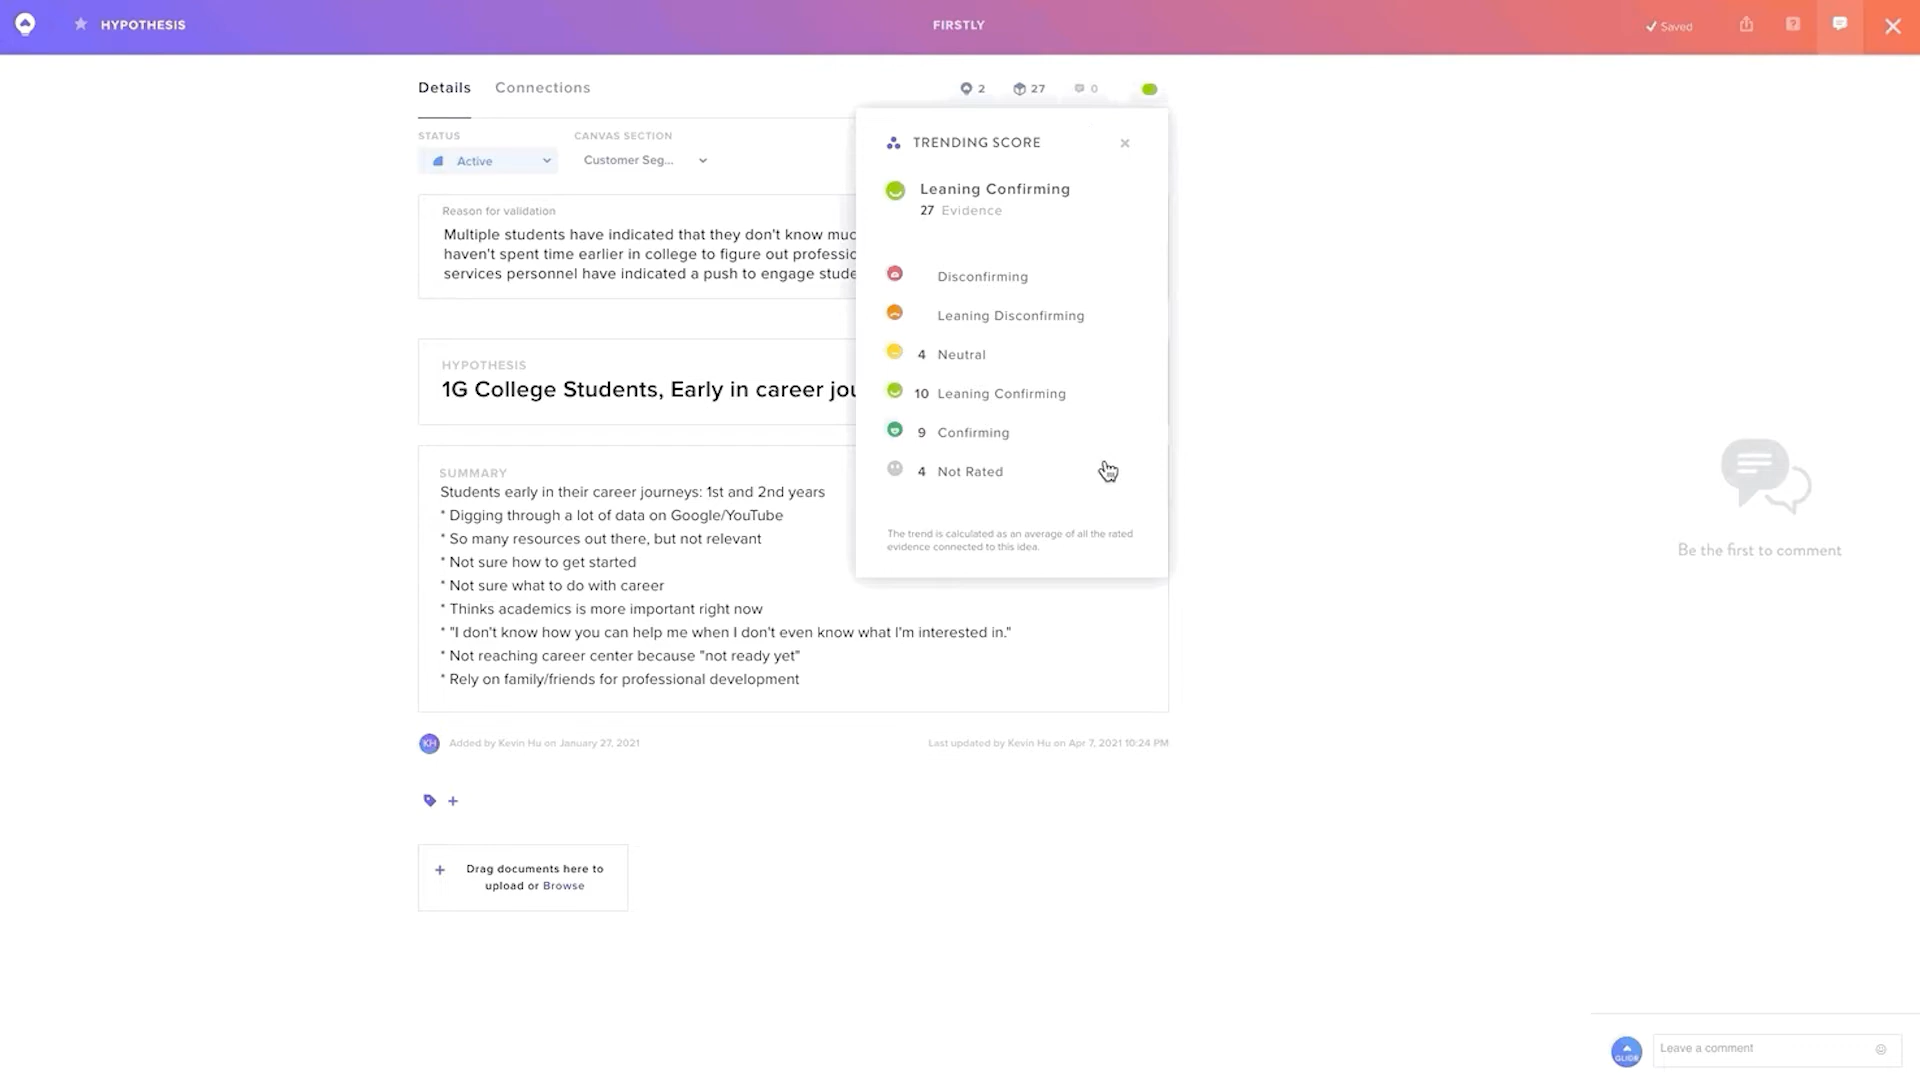 HYPOTHESIS
FIRSTLY
Saved
Details
Connections
2
27
0
STATUS
CANVAS SECTION
Active
Customer Seg...
Reason for validation
Multiple students have indicated that they don't know
haven't spent time earlier in college to figure out
services personnel have indicated a push to engage
HYPOTHESIS
1G College Students, Early in career
SUMMARY
Students early in their career journeys: 1st and 2nd years
* Digging through a lot of data on Google/YouTube
* So many resources out there, but not relevant
* Not sure how to get started
* Not sure what to do with career
* Thinks academics is more important right now
* "I don't know how you can help me when I don't even know what I'm interested in."
* Not reaching career center because "not ready yet"
* Rely on family/friends for professional development
KH
Added by Kevin Hu on January 27, 2021
Last updated by Kevin Hu on Apr 7, 2021 10:24 PM
Drag documents here to
upload or Browse
TRENDING SCORE
Leaning Confirming
27 Evidence
Disconfirming
Leaning Disconfirming
4 Neutral
10 Leaning Confirming
9 Confirming
4 Not Rated
The trend is calculated as an average of all the rated
evidence connected to this idea.
Be the first to comment
GLIDR
Leave a comment